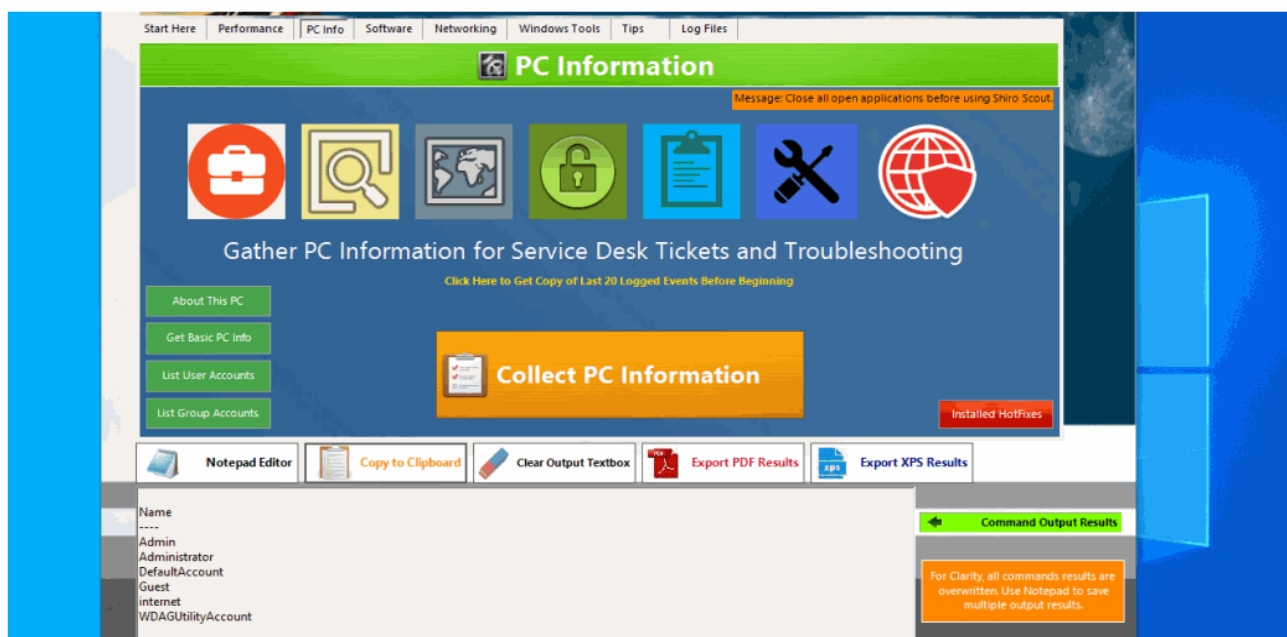 Start Here
Performance
PC Info
Software
Networking
Windows Tools
Tips
Log Files
PC Information
Message: Close all open applications before using Shiro Scout.
Gather PC Information for Service Desk Tickets and Troubleshooting
Click Here to Get Copy of Last 20 Logged Events Before Beginning
About This PC
Get Basic PC Info
List User Accounts
List Group Accounts
Collect PC Information
Installed HotFixes
Notepad Editor
Copy to Clipboard
Clear Output Textbox
PDF
Export PDF Results
xps
Export XPS Results
Name
----
Admin
Administrator
DefaultAccount
Guest
internet
WDAGUtilityAccount
Command Output Results
For Clarity, all commands results are
overwritten. Use Notepad to save
multiple output results.